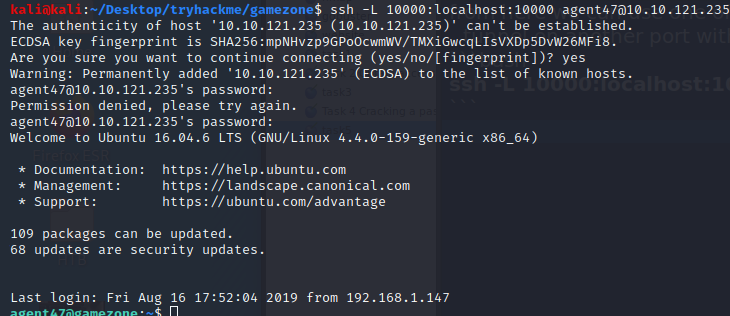 kali@kali:~/Desktop/tryhackme/gamezone$ ssh -L 10000:localhost:10000 agent47@10.10.121.235
The authenticity of host '10.10.121.235 (10.10.121.235)' can't be established.
ECDSA key fingerprint is SHA256:mpNHvzp9GPoOcwmWV/TMXiGwcqLIsVXDp5DvW26MFi8.
Are you sure you want to continue connecting (yes/no/[fingerprint])? yes
Warning: Permanently added '10.10.121.235' (ECDSA) to the list of known hosts.
agent47@10.10.121.235's password:
Permission denied, please try again.
agent47@10.10.121.235's password:
Welcome to Ubuntu 16.04.6 LTS (GNU/Linux 4.4.0-159-generic x86_64)
* Documentation: https://help.ubuntu.com
* Management: https://landscape.canonical.com
* Support: https://ubuntu.com/advantage
109 packages can be updated.
68 updates are security updates.
Last login: Fri Aug 16 17:52:04 2019 from 192.168.1.147
agent47@gamezone:~$